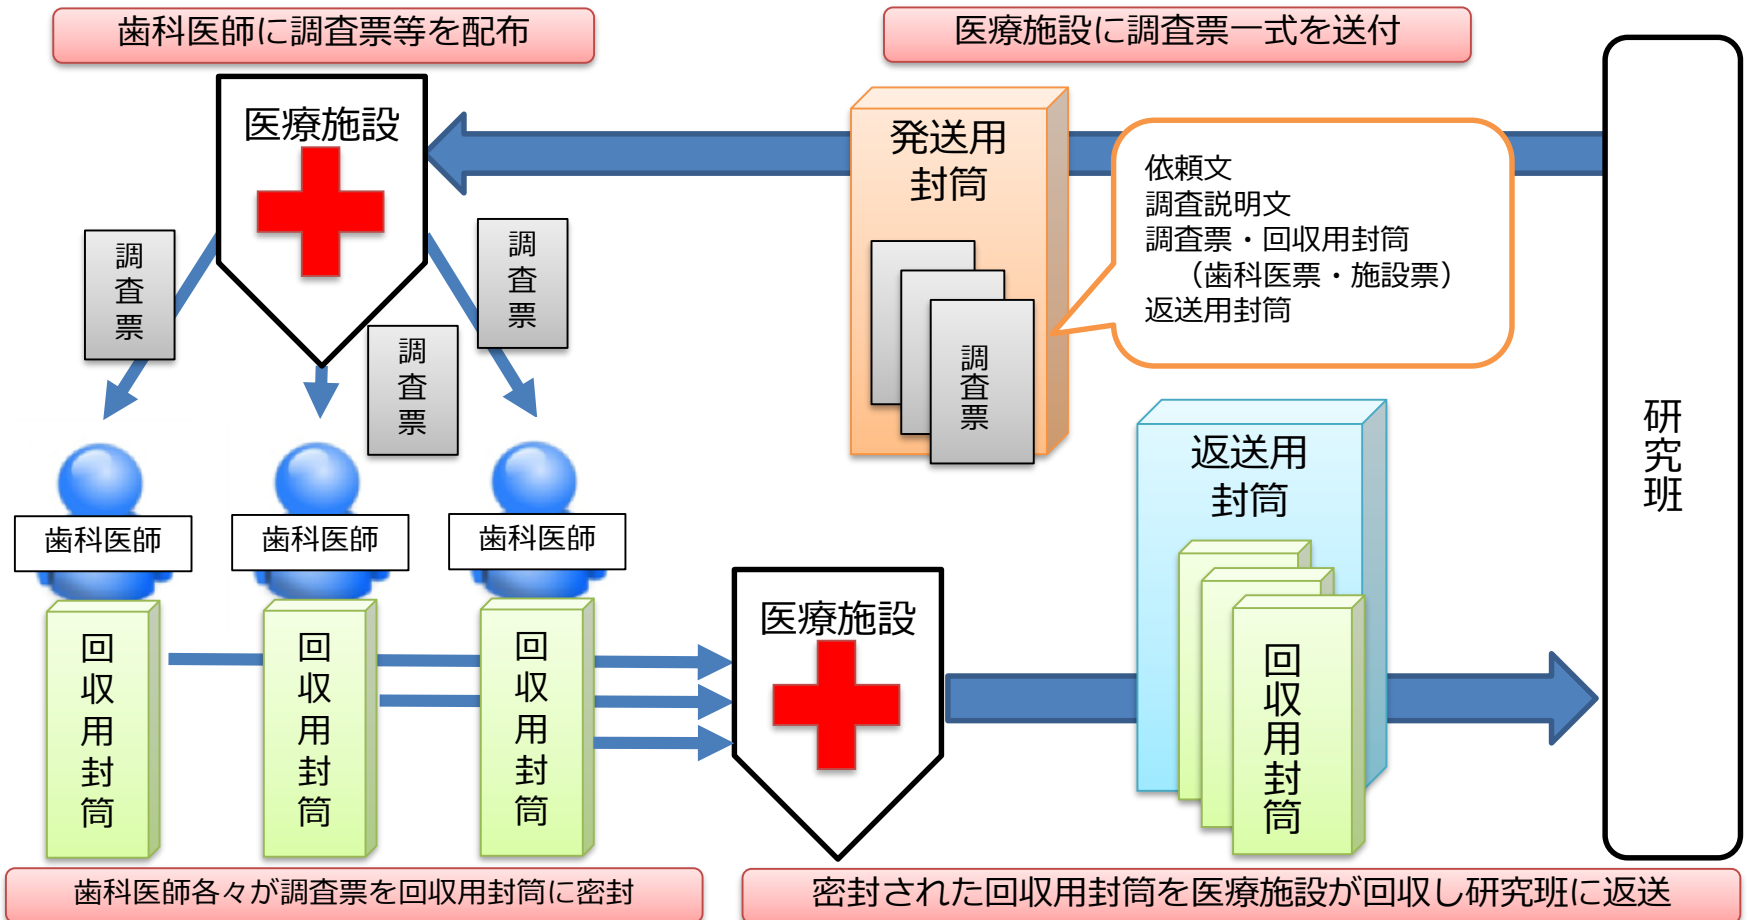 歯科医師に調査票等を配布
医療施設に調査票一式を送付
医療施設
発送用
封筒
依頼文
調査説明文
調査票・回収用封筒
（歯科医票・施設票）
返送用封筒
調査票
調査票
調査票
調査票
研究班
返送用
封筒
歯科医師
歯科医師
歯科医師
医療施設
回収用封筒
回収用封筒
回収用封筒
回収用封筒
歯科医師各々が調査票を回収用封筒に密封
密封された回収用封筒を医療施設が回収し研究班に返送